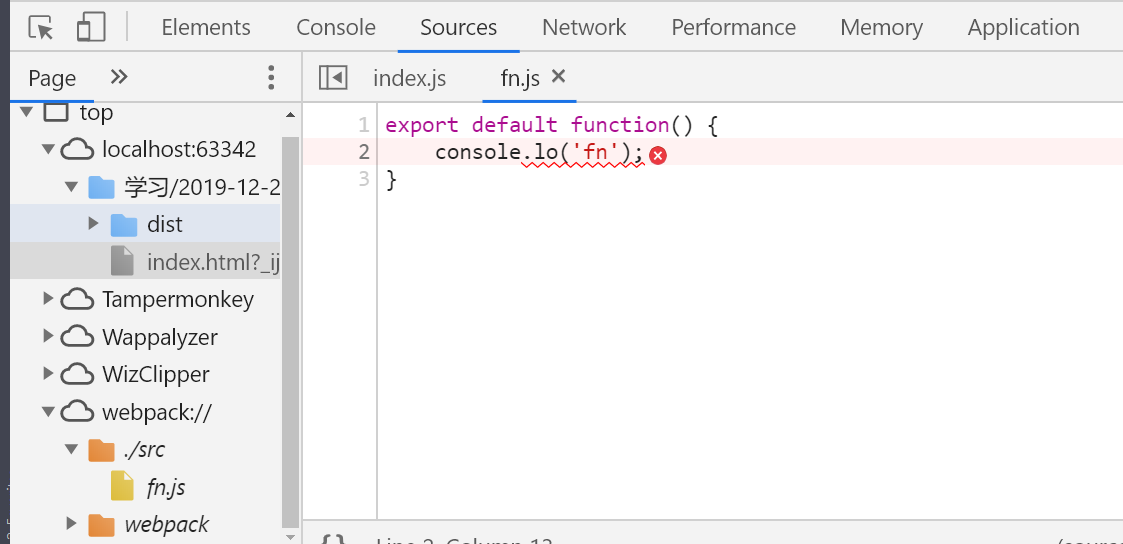 Elements Console Sources Network Performance Memory Application
Page
index.js fn.js
top
localhost:63342
学习/2019-12-2
dist
index.html?_ij
Tampermonkey
Wappalyzer
WizClipper
webpack://
./src
fn.js
webpack
1 export default function() {
2 console.lo('fn');
3 }
{} Line 2, Column 13